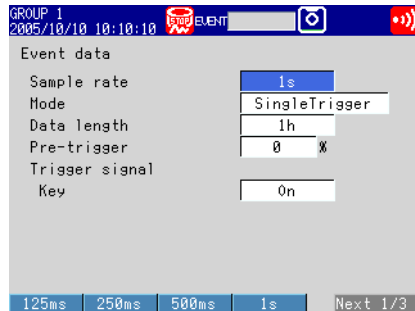 GROUP 1
2005/10/10 10:10:10 STOP EVENT
Event data
Sample rate 1s
Mode SingleTrigger
Data length 1h
Pre-trigger 0 %
Trigger signal
Key On
125ms 250ms 500ms 1s Next 1/3